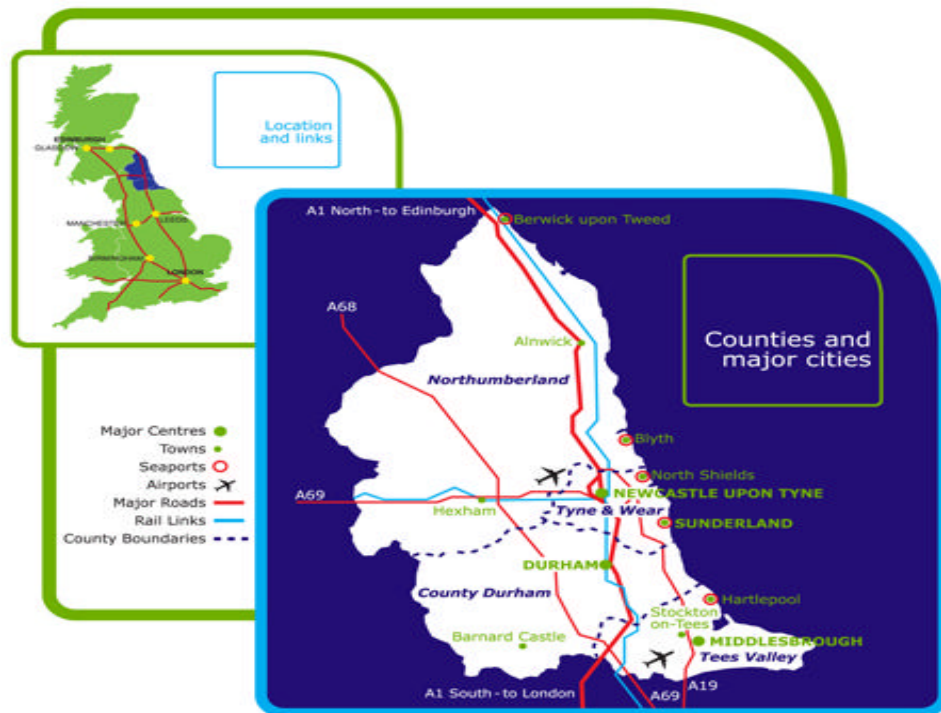 Location
and links
EDINBURGH
GLASGOW
MANCHESTER
LEEDS
BIRMINGHAM
LONDON
A1 North - to Edinburgh
Berwick upon Tweed
A68
Counties and
major cities
Alnwick
Northumberland
Major Centres
Towns
Seaports
Airports
Major Roads
Rail Links
County Boundaries
Blyth
North Shields
A69
NEWCASTLE UPON TYNE
Hexham
Tyne & Wear
SUNDERLAND
DURHAM
County Durham
Hartlepool
Stockton
on-Tees
Barnard Castle
MIDDLESBROUGH
Tees Valley
A1 South - to London
A69
A19